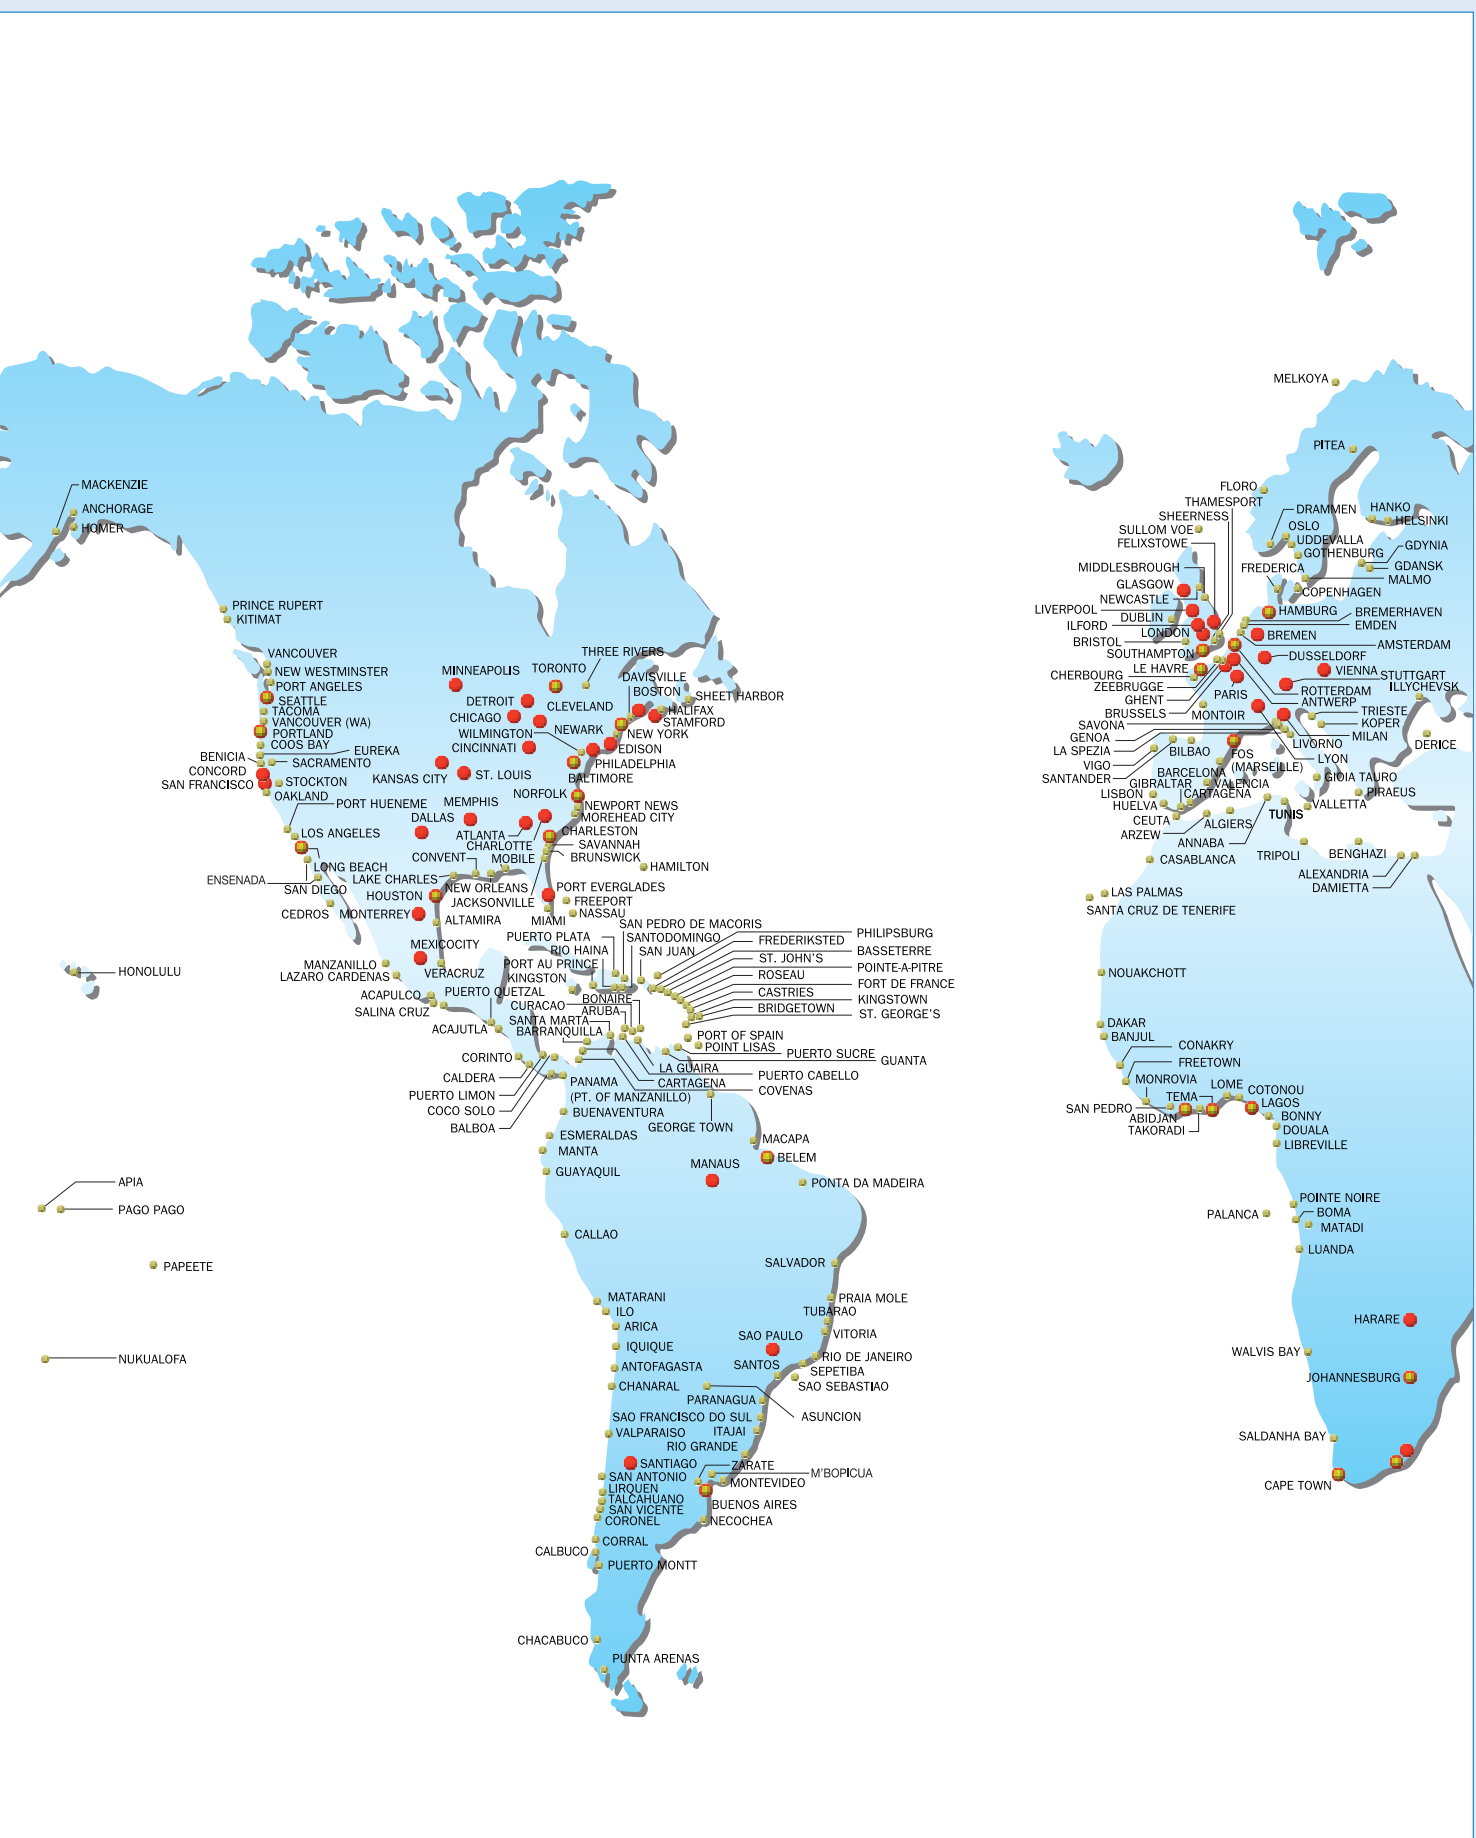 MELKOYA
PITEA
MACKENZIE
ANCHORAGE
HOMER
FLORO
THAMESPORT
SHEERNESS
SULLOM VOE
FELIXSTOWE
DRAMMEN
OSLO
UDDEVALLA
GOTHENBURG
HANKO
HELSINKI
GDYNIA
GDANSK
MALMO
COPENHAGEN
FREDERICA
MIDDLESBROUGH
GLASGOW
NEWCASTLE
LIVERPOOL
DUBLIN
ILFORD
LONDON
BRISTOL
SOUTHAMPTON
LE HAVRE
CHERBOURG
ZEEBRUGGE
GHENT
BRUSSELS
HAMBURG
BREMERHAVEN
EMDEN
BREMEN
AMSTERDAM
DUSSELDORF
VIENNA
STUTTGART
ILLYCHEVSK
PARIS
ROTTERDAM
ANTWERP
MONTOIR
TRIESTE
KOPER
MILAN
SAVONA
GENOA
LA SPEZIA
VIGO
SANTANDER
BILBAO
LIVORNO
DERICE
FOS
(MARSEILLE)
LYON
BARCELONA
GIBRALTAR
VALENCIA
GIOIA TAURO
LISBON
CARTAGENA
PIRAEUS
HUELVA
VALLETTA
CEUTA
ALGIERS
TUNIS
ARZEW
ANNABA
CASABLANCA
TRIPOLI
BENGHAZI
ALEXANDRIA
DAMIETTA
LAS PALMAS
SANTA CRUZ DE TENERIFE
PRINCE RUPERT
KITIMAT
VANCOUVER
NEW WESTMINSTER
PORT ANGELES
SEATTLE
TACOMA
VANCOUVER (WA)
PORTLAND
COOS BAY
BENICIA
EUREKA
SACRAMENTO
CONCORD
SAN FRANCISCO
STOCKTON
OAKLAND
PORT HUENEME
LOS ANGELES
LONG BEACH
ENSENADA
SAN DIEGO
CEDROS
THREE RIVERS
MINNEAPOLIS
TORONTO
DAVISVILLE
BOSTON
SHEET HARBOR
DETROIT
CLEVELAND
HALIFAX
CHICAGO
STAMFORD
NEWARK
WILMINGTON
NEW YORK
CINCINNATI
EDISON
PHILADELPHIA
KANSAS CITY
ST. LOUIS
BALTIMORE
NORFOLK
MEMPHIS
NEWPORT NEWS
DALLAS
MOREHEAD CITY
ATLANTA
CHARLESTON
CHARLOTTE
SAVANNAH
CONVENT
MOBILE
BRUNSWICK
HAMILTON
LAKE CHARLES
NEW ORLEANS
PORT EVERGLADES
HOUSTON
JACKSONVILLE
FREEPORT
MONTERREY
ALTAMIRA
MIAMI
NASSAU
MEXICOCITY
MANZANILLO
LAZARO CARDENAS
VERACRUZ
ACAPULCO
PUERTO QUETZAL
SALINA CRUZ
ACAJUTLA
HONOLULU
SAN PEDRO DE MACORIS
PUERTO PLATA
SANTODOMINGO
RIO HAINA
SAN JUAN
PORT AU PRINCE
KINGSTON
BONAIRE
CURACAO
ARUBA
SANTA MARTA
BARRANQUILLA
PHILIPSBURG
FREDERIKSTED
BASSETERRE
ST. JOHN'S
POINTE-A-PITRE
ROSEAU
FORT DE FRANCE
CASTRIES
KINGSTOWN
BRIDGETOWN
ST. GEORGE'S
PORT OF SPAIN
POINT LISAS
PUERTO SUCRE
GUANTA
LA GUAIRA
PUERTO CABELLO
CARTAGENA
COVENAS
CORINTO
CALDERA
PUERTO LIMON
COCO SOLO
BALBOA
PANAMA
(PT. OF MANZANILLO)
BUENAVENTURA
GEORGE TOWN
ESMERALDAS
MANTA
GUAYAQUIL
MACAPA
BELEM
MANAUS
PONTA DA MADEIRA
APIA
PAGO PAGO
PAPEETE
NUKUALOFA
CALLAO
SALVADOR
MATARANI
ILO
ARICA
IQUIQUE
ANTOFAGASTA
CHANARAL
PRAIA MOLE
TUBARAO
VITORIA
SAO PAULO
RIO DE JANEIRO
SANTOS
SEPETIBA
SAO SEBASTIAO
PARANAGUA
ASUNCION
SAO FRANCISCO DO SUL
VALPARAISO
ITAJAI
RIO GRANDE
SANTIAGO
ZARATE
SAN ANTONIO
M'BOPICUA
LIRQUEN
MONTEVIDEO
TALCAHUANO
SAN VICENTE
BUENOS AIRES
CORONEL
NECOCHEA
CORRAL
CALBUCO
PUERTO MONTT
CHACABUCO
PUNTA ARENAS
NOUAKCHOTT
DAKAR
BANJUL
CONAKRY
FREETOWN
MONROVIA
LOME
COTONOU
TEMA
LAGOS
SAN PEDRO
ABIDJAN
TAKORADI
BONNY
DOUALA
LIBREVILLE
POINTE NOIRE
BOMA
PALANCA
MATADI
LUANDA
HARARE
WALVIS BAY
JOHANNESBURG
SALDANHA BAY
CAPE TOWN